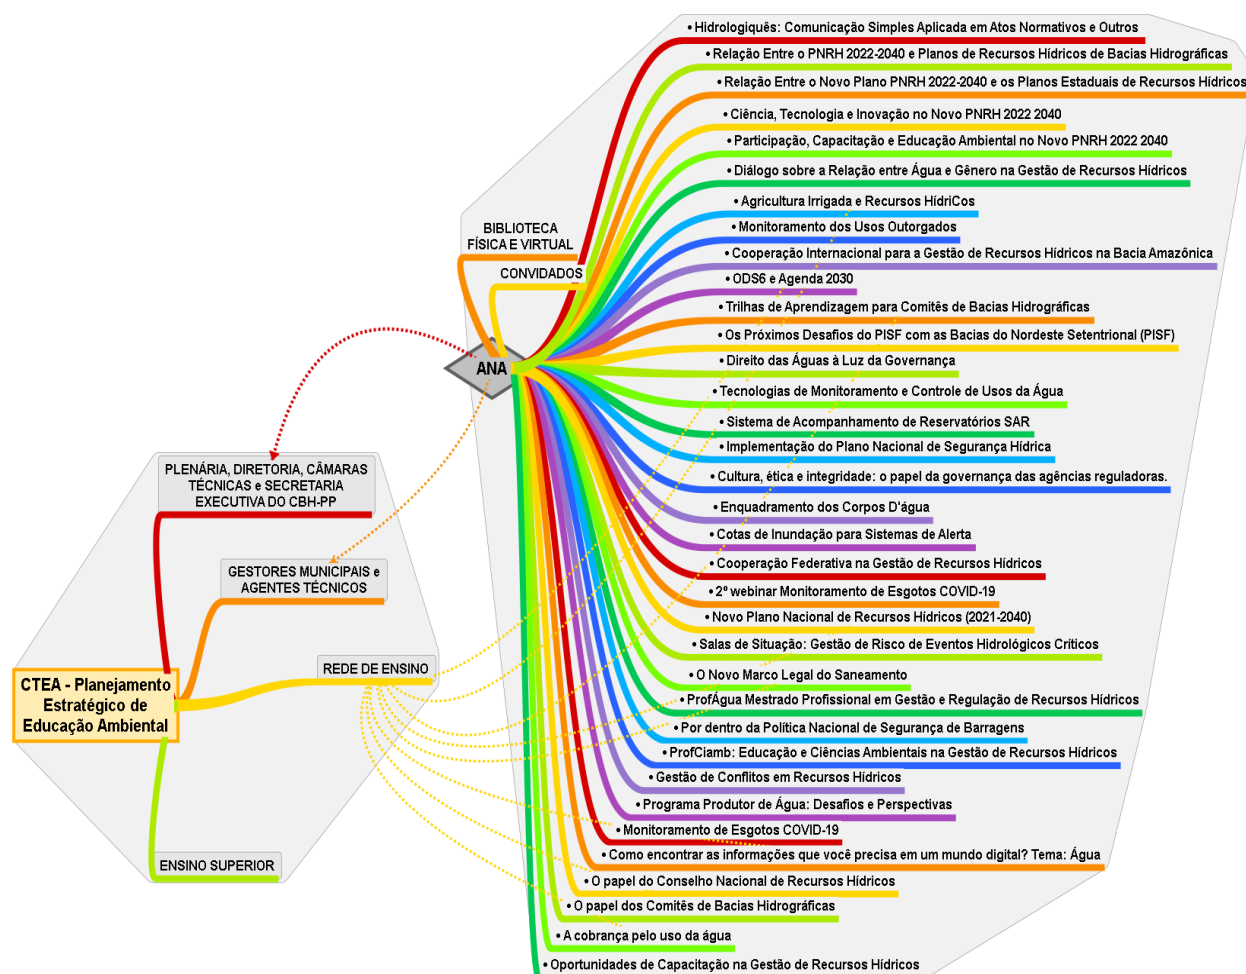 • Hidrologiquês: Comunicação Simples Aplicada em Atos Normativos e Outros
• Relação Entre o PNRH 2022-2040 e Planos de Recursos Hídricos de Bacias Hidrográficas
• Relação Entre o Novo Plano PNRH 2022-2040 e os Planos Estaduais de Recursos Hídricos
• Ciência, Tecnologia e Inovação no Novo PNRH 2022 2040
• Participação, Capacitação e Educação Ambiental no Novo PNRH 2022 2040
• Diálogo sobre a Relação entre Água e Gênero na Gestão de Recursos Hídricos
• Agricultura Irrigada e Recursos HídriCos
• Monitoramento dos Usos Outorgados
• Cooperação Internacional para a Gestão de Recursos Hídricos na Bacia Amazônica
• ODS6 e Agenda 2030
• Trilhas de Aprendizagem para Comitês de Bacias Hidrográficas
• Os Próximos Desafios do PISF com as Bacias do Nordeste Setentrional (PISF)
• Direito das Águas à Luz da Governança
• Tecnologias de Monitoramento e Controle de Usos da Água
• Sistema de Acompanhamento de Reservatórios SAR
• Implementação do Plano Nacional de Segurança Hídrica
• Cultura, ética e integridade: o papel da governança das agências reguladoras.
• Enquadramento dos Corpos D'água
• Cotas de Inundação para Sistemas de Alerta
• Cooperação Federativa na Gestão de Recursos Hídricos
• 2º webinar Monitoramento de Esgotos COVID-19
• Novo Plano Nacional de Recursos Hídricos (2021-2040)
• Salas de Situação: Gestão de Risco de Eventos Hidrológicos Críticos
• O Novo Marco Legal do Saneamento
• ProfÁgua Mestrado Profissional em Gestão e Regulação de Recursos Hídricos
• Por dentro da Política Nacional de Segurança de Barragens
• ProfCiamb: Educação e Ciências Ambientais na Gestão de Recursos Hídricos
• Gestão de Conflitos em Recursos Hídricos
• Programa Produtor de Água: Desafios e Perspectivas
• Monitoramento de Esgotos COVID-19
• Como encontrar as informações que você precisa em um mundo digital? Tema: Água
• O papel do Conselho Nacional de Recursos Hídricos
• O papel dos Comitês de Bacias Hidrográficas
• A cobrança pelo uso da água
• Oportunidades de Capacitação na Gestão de Recursos Hídricos
BIBLIOTECA
FÍSICA E VIRTUAL
CONVIDADOS
ANA
PLENÁRIA, DIRETORIA, CÂMARAS
TÉCNICAS e SECRETARIA
EXECUTIVA DO CBH-PP
GESTORES MUNICIPAIS e
AGENTES TÉCNICOS
REDE DE ENSINO
CTEA - Planejamento
Estratégico de
Educação Ambiental
ENSINO SUPERIOR